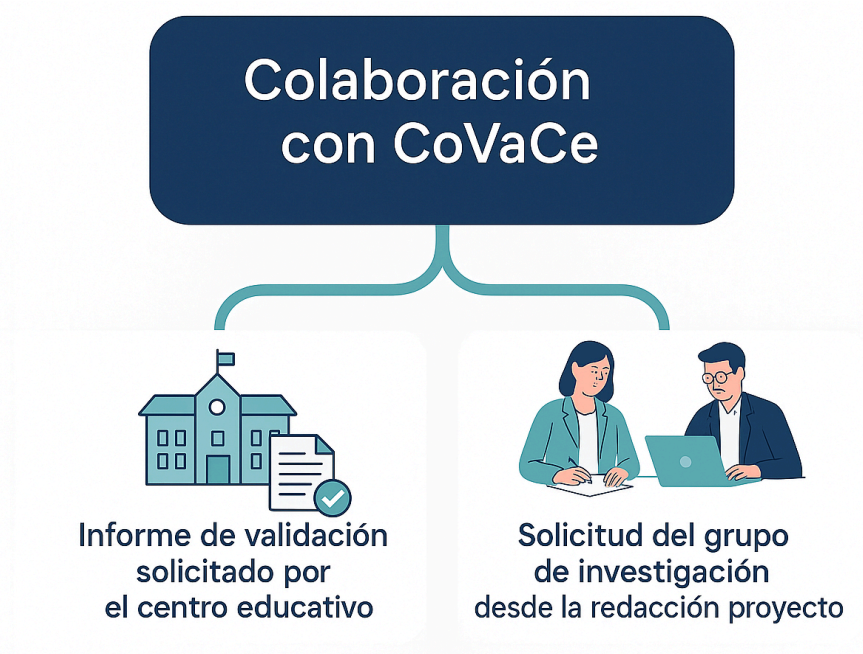 Colaboración
con CoVaCe
Informe de validación
solicitado por
el centro educativo
Solicitud del grupo
de investigación
desde la redacción proyecto